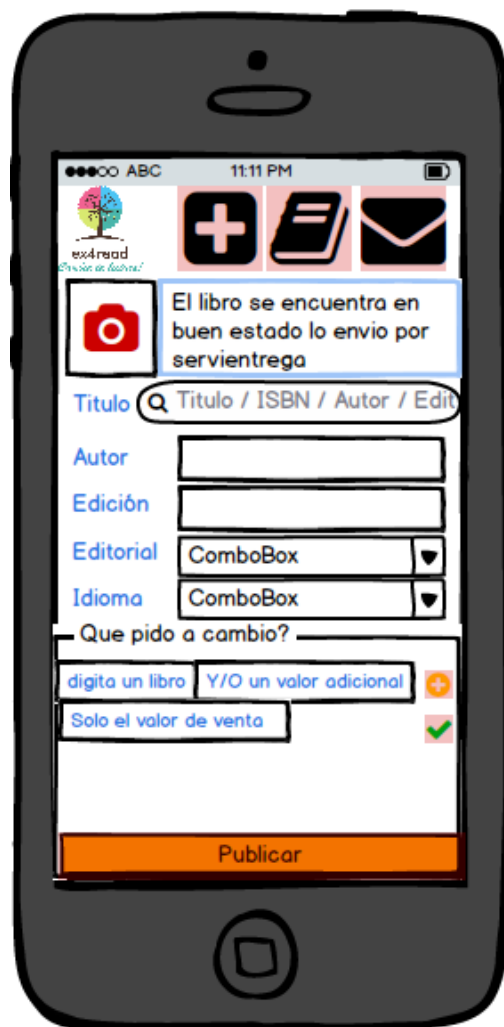 ABC 11:11 PM
ex4read
El libro se encuentra en
buen estado lo envio por
servientrega
Titulo Titulo / ISBN / Autor / Edit
Autor
Edición
Editorial ComboBox
Idioma ComboBox
Que pido a cambio?
digita un libro Y/O un valor adicional
Solo el valor de venta
Publicar